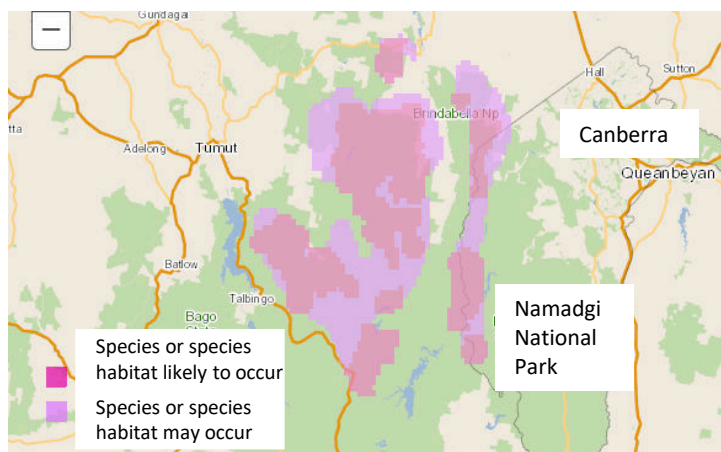 −
Gundagai
Hall
Sutton
tta
Brindabella Np
Canberra
Adelong
Tumut
Queanbeyan
Batlow
Talbingo
Bago
Namadgi
National
Park
Species or species
habitat likely to occur
Species or species
habitat may occur